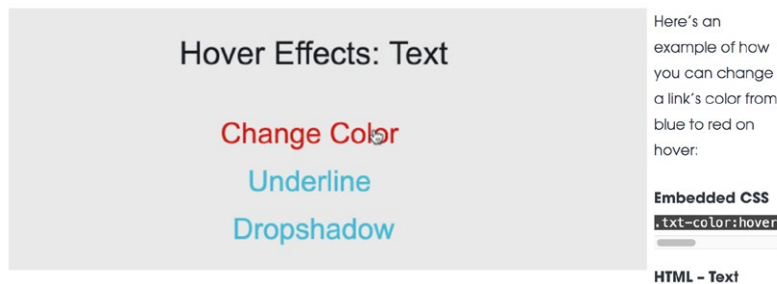 Hover Effects: Text
Change Color
Underline
Dropshadow
Here's an
example of how
you can change
a link's color from
blue to red on
hover:
Embedded CSS
.txt-color:hover
HTML – Text